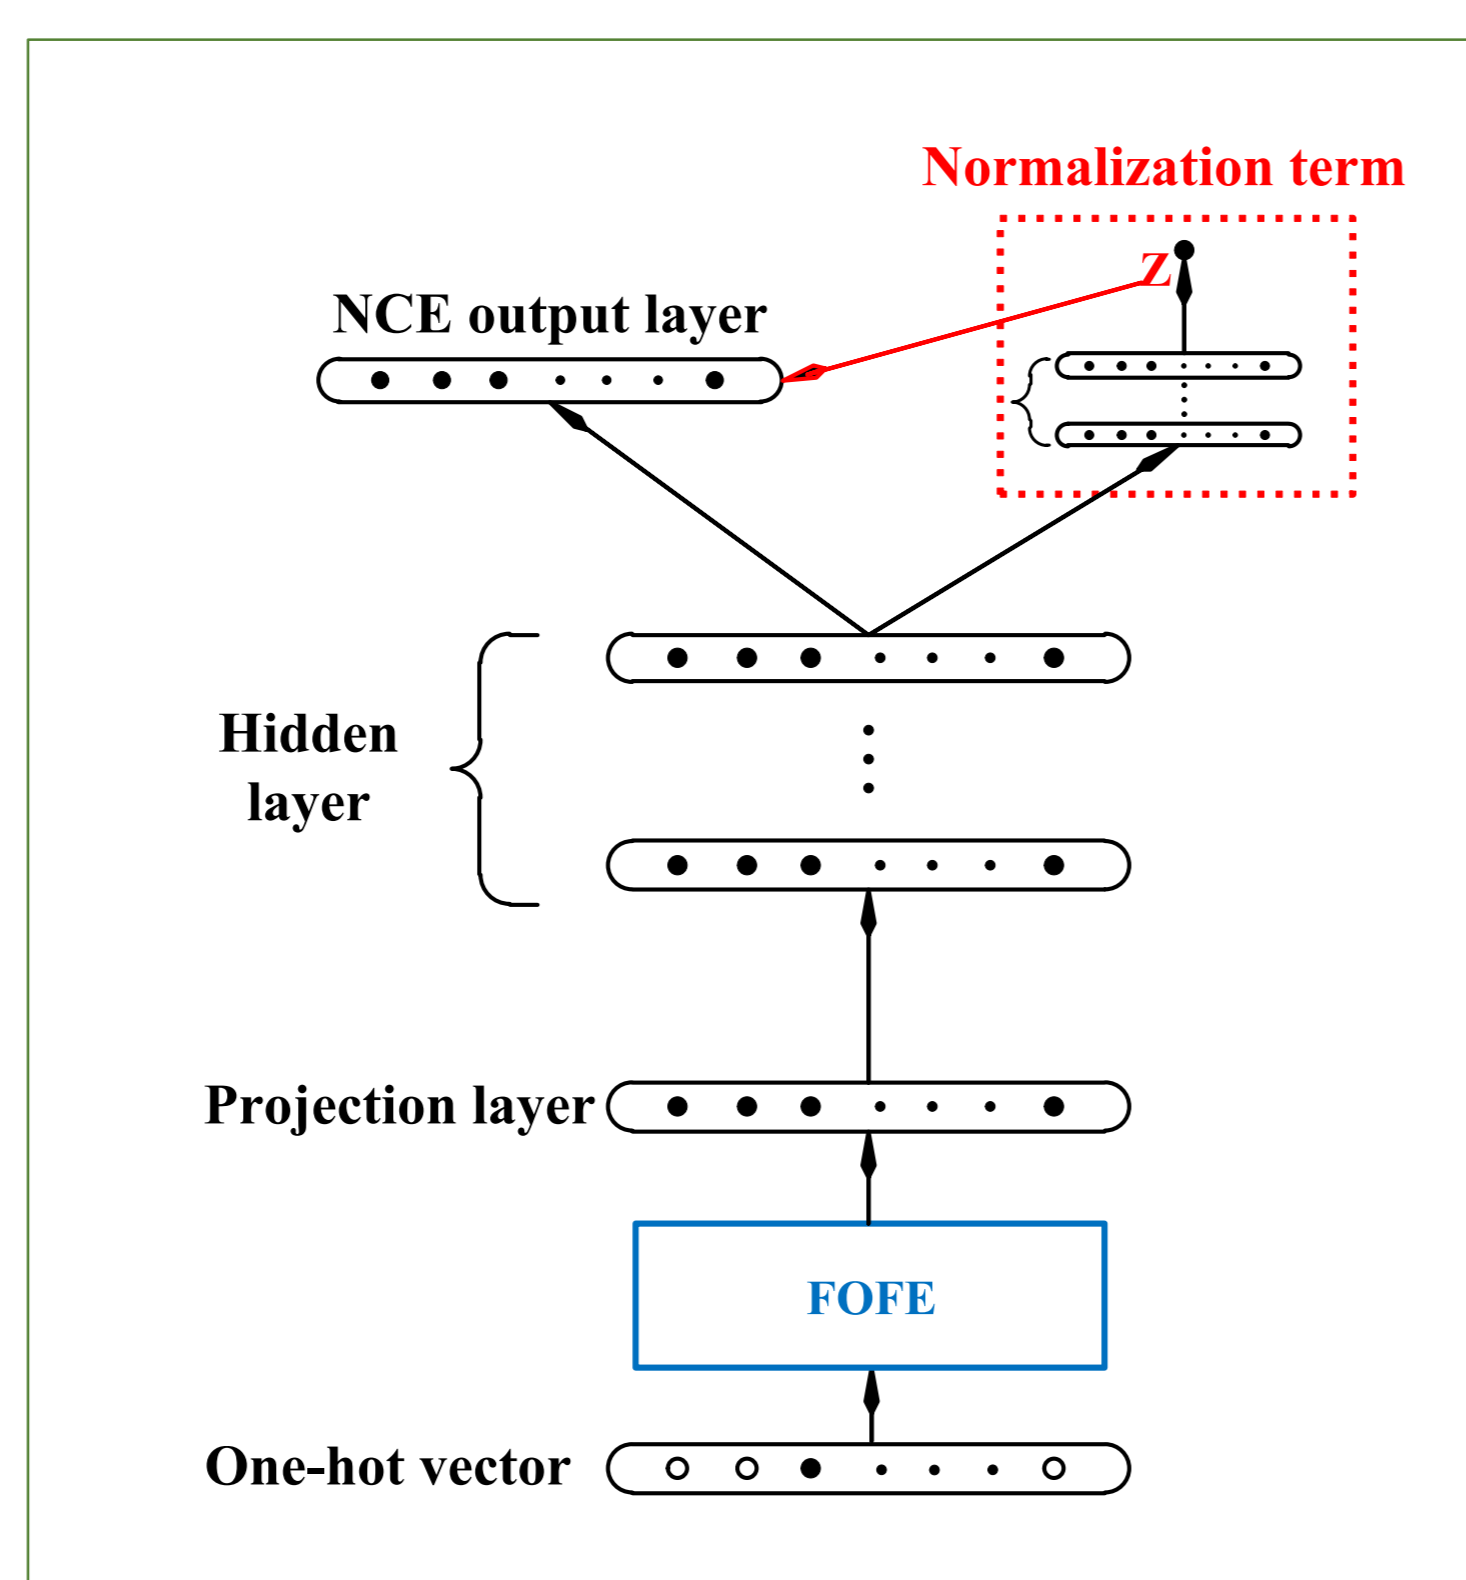 Normalization term
Z
NCE output layer
Hidden
layer
Projection layer
FOFE
One-hot vector